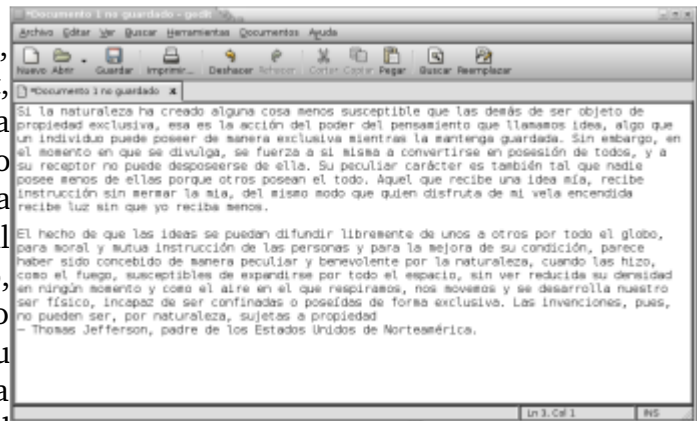 *Documento 1 no guardado - gedit
Archivo Editar Ver Buscar Herramientas Documentos Ayuda
Nuevo Abrir Guardar Imprimir... Deshacer Rehacer Cortar Copiar Pegar Buscar Reemplazar
*Documento 1 no guardado x
Si la naturaleza ha creado alguna cosa menos susceptible que las demás de ser objeto de
propiedad exclusiva, esa es la acción del poder del pensamiento que llamamos idea, algo que
un individuo puede poseer de manera exclusiva mientras la mantenga guardada. Sin embargo, en
el momento en que se divulga, se fuerza a si misma a convertirse en posesión de todos, y a
su receptor no puede desposeerse de ella. Su peculiar carácter es también tal que nadie
posee menos de ellas porque otros posean el todo. Aquel que recibe una idea mía, recibe
instrucción sin mermar la mia, del mismo modo que quien disfruta de mi vela encendida
recibe luz sin que yo reciba menos.
El hecho de que las ideas se puedan difundir libremente de unos a otros por todo el globo,
para moral y mutua instrucción de las personas y para la mejora de su condición, parece
haber sido concebido de manera peculiar y benevolente por la naturaleza, cuando las hizo,
como el fuego, susceptibles de expandirse por todo el espacio, sin ver reducida su densidad
en ningún momento y como el aire en el que respiramos, nos movemos y se desarrolla nuestro
ser físico, incapaz de ser confinadas o poseídas de forma exclusiva. Las invenciones, pues,
no pueden ser, por naturaleza, sujetas a propiedad
— Thomas Jefferson, padre de los Estados Unidos de Norteamérica.
Ln 3, Col 1 INS